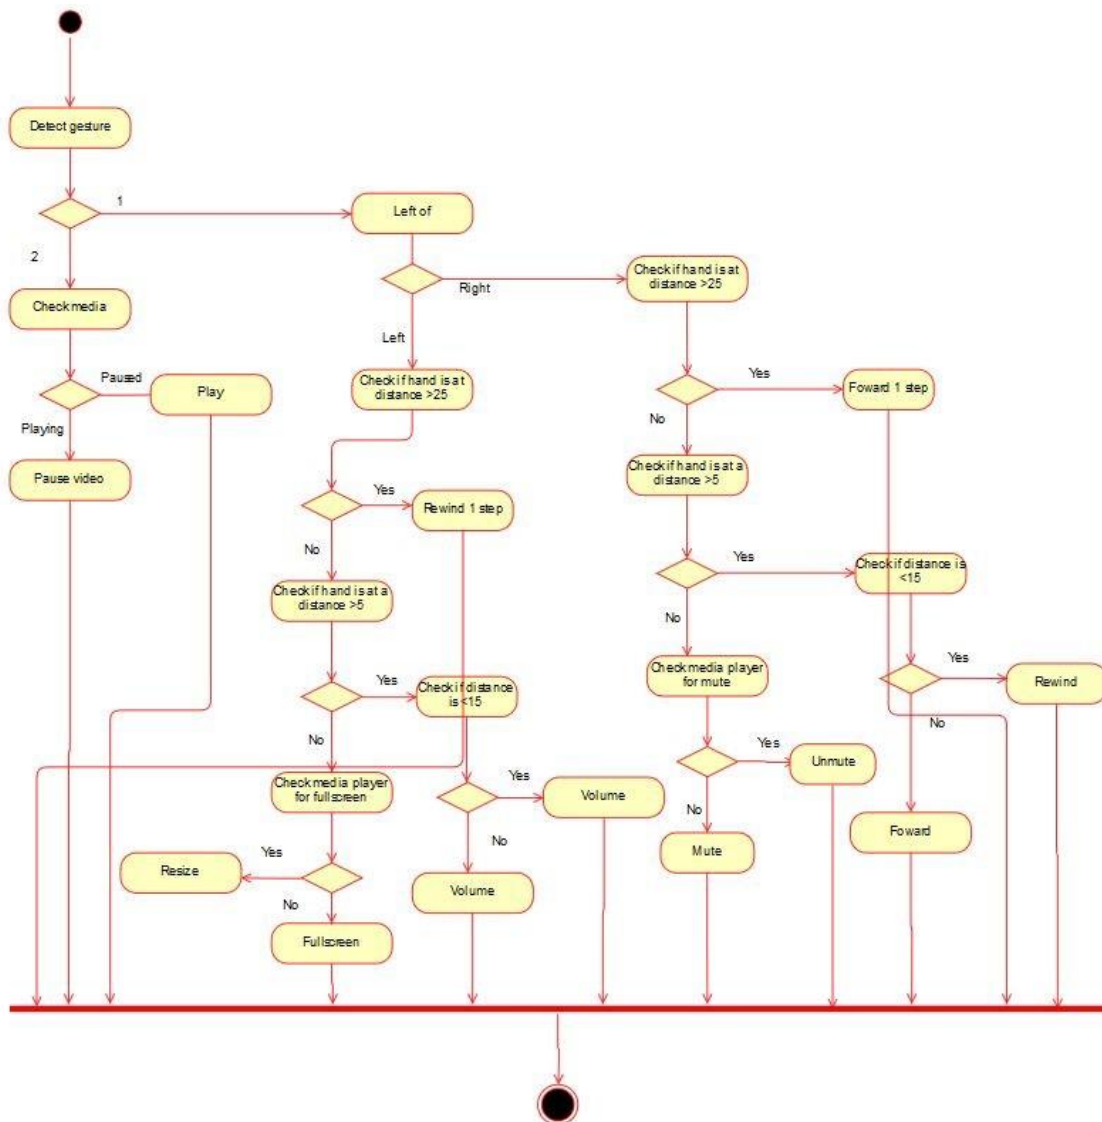 Detect gesture
1
Left of
2
Right
Check if hand is at
distance >25
Check media
Left
Paused
Play
Check if hand is at
distance >25
Yes
Foward 1 step
Playing
No
Pause video
Check if hand is at a
distance >5
Yes
Rewind 1 step
No
Yes
Check if distance is
<15
Check if hand is at a
distance >5
No
Check media player
for mute
Yes
Rewind
Yes
Check if distance
is <15
No
No
Yes
Unmute
Check media player
for fullscreen
Yes
Volume
No
Foward
No
Mute
Yes
Resize
No
Volume
Fullscreen